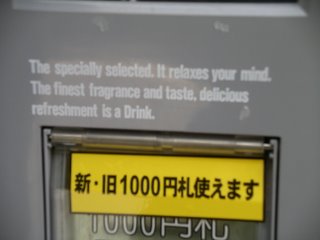 The specially selected. It relaxes your mind.
The finest fragrance and taste, delicious
refreshment is a Drink.
新・旧1000円札使えます
1000円札